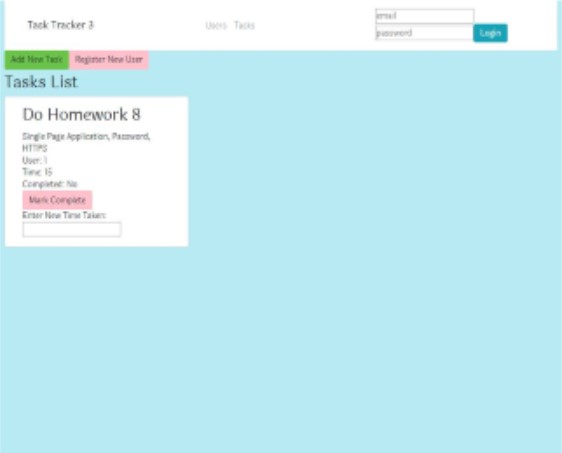 Task Tracker 3
Users Tasks
email
password
Login
Add New Task
Register New User
Tasks List
Do Homework 8
Single Page Application, Password,
HTTPS
User: 1
Time: 15
Completed: No
Mark Complete
Enter New Time Taken: